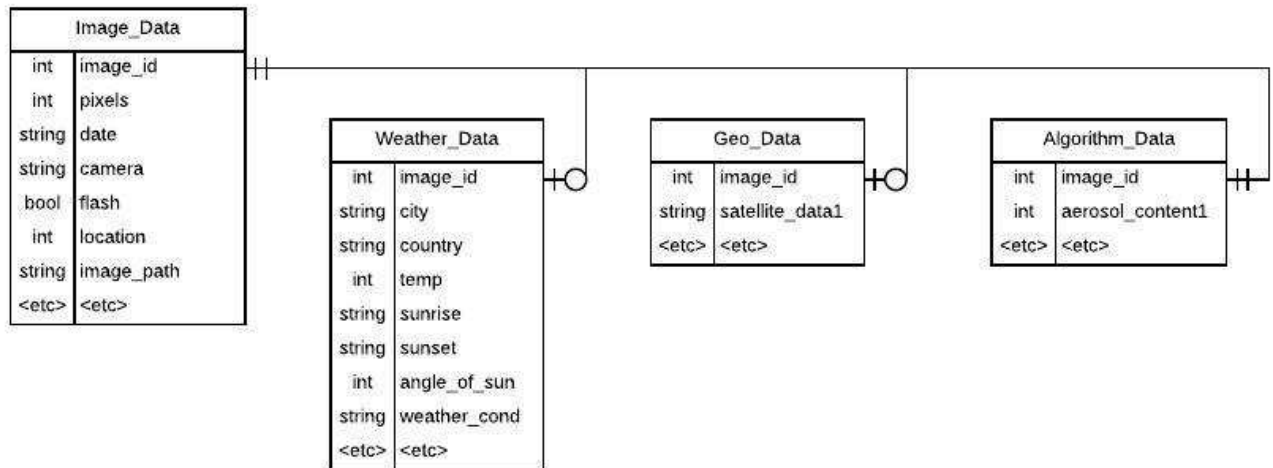 Image_Data
int image_id
int pixels
string date
string camera
bool flash
int location
string image_path
<etc> <etc>
Weather_Data
int image_id
string city
string country
int temp
string sunrise
string sunset
int angle_of_sun
string weather_cond
<etc> <etc>
Geo_Data
int image_id
string satellite_data1
<etc> <etc>
Algorithm_Data
int image_id
int aerosol_content1
<etc> <etc>